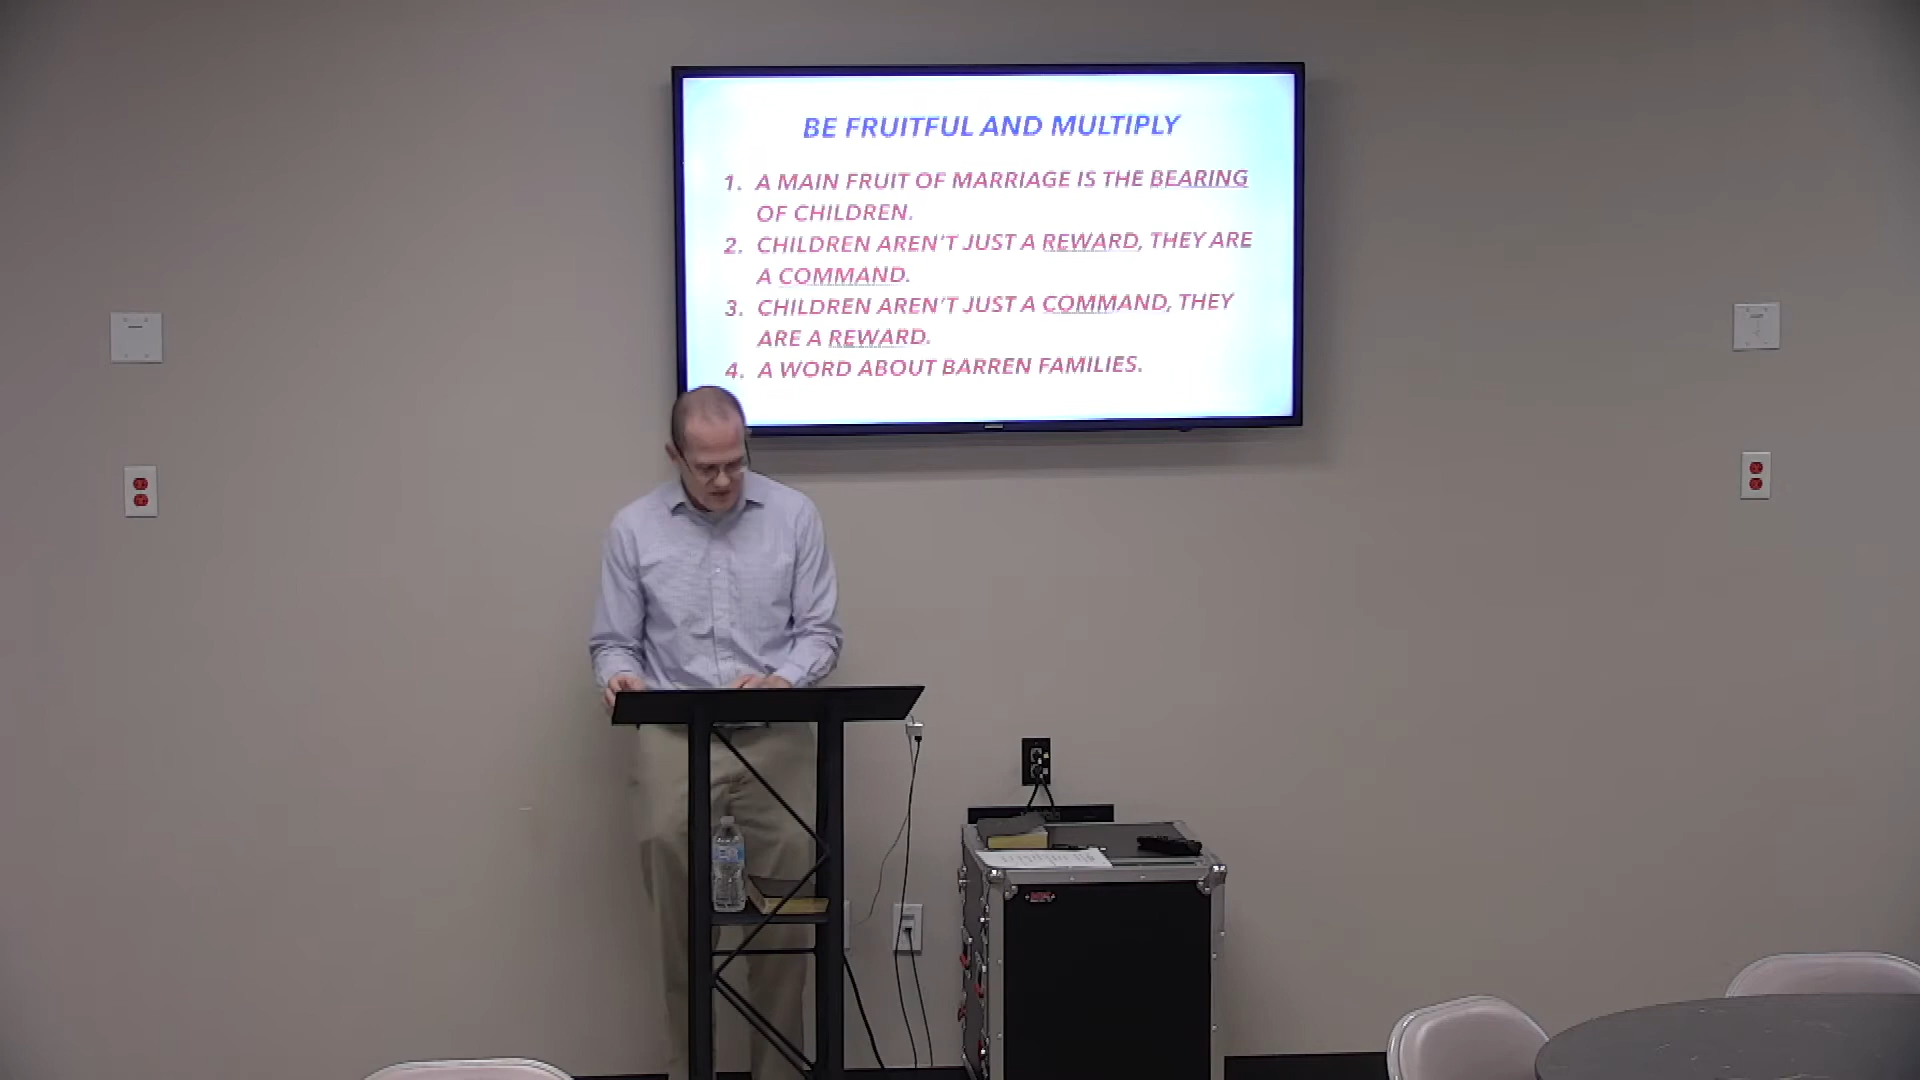 BE FRUITFUL AND MULTIPLY
1. A MAIN FRUIT OF MARRIAGE IS THE BEARING
OF CHILDREN.
2. CHILDREN AREN'T JUST A REWARD, THEY ARE
A COMMAND.
3. CHILDREN AREN'T JUST A COMMAND, THEY
ARE A REWARD.
4. A WORD ABOUT BARREN FAMILIES.